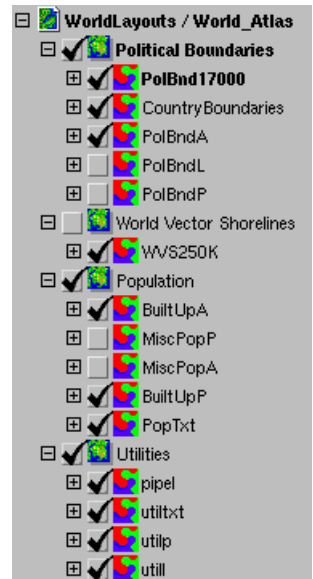 WorldLayouts / World_Atlas
Political Boundaries
PolBnd17000
CountryBoundaries
PolBndA
PolBndL
PolBndP
World Vector Shorelines
WVS250K
Population
BuiltUpA
MiscPopP
MiscPopA
BuiltUpP
PopTxt
Utilities
pipel
utiltxt
utilp
utill